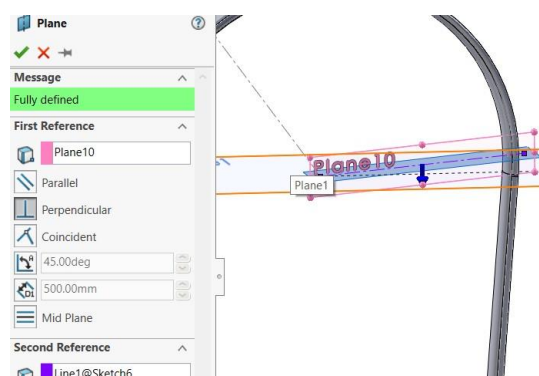 Plane
Message
Fully defined
First Reference
Plane10
Parallel
Perpendicular
Coincident
45.00deg
500.00mm
Mid Plane
Second Reference
Line1@Sketch6
Plane10
Plane1